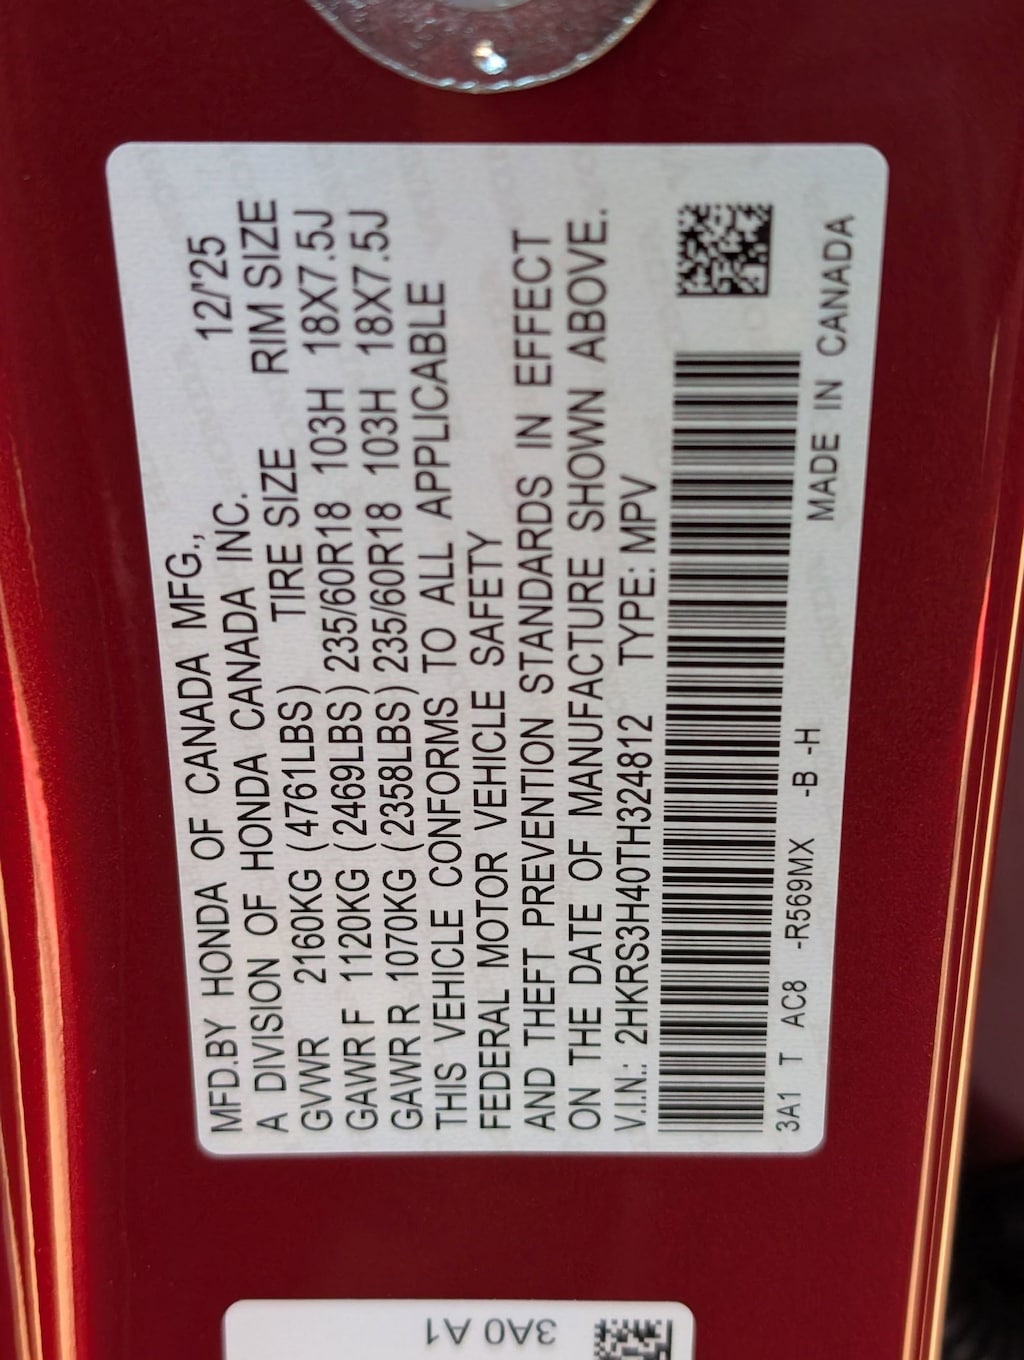 MFD.BY HONDA OF CANADA MFG., 12/'25
A DIVISION OF HONDA CANADA INC.
TIRE SIZE RIM SIZE
GVWR 2160KG (4761LBS)
GAWR F 1120KG (2469LBS) 235/60R18 103H 18X7.5J
GAWR R 1070KG (2358LBS) 235/60R18 103H 18X7.5J
THIS VEHICLE CONFORMS TO ALL APPLICABLE
FEDERAL MOTOR VEHICLE SAFETY
AND THEFT PREVENTION STANDARDS IN EFFECT
ON THE DATE OF MANUFACTURE SHOWN ABOVE.
V.I.N.: 2HKRS3H40TH324812 TYPE: MPV
3A1 T AC8 -R569MX -B -H MADE IN CANADA
3A0 A1